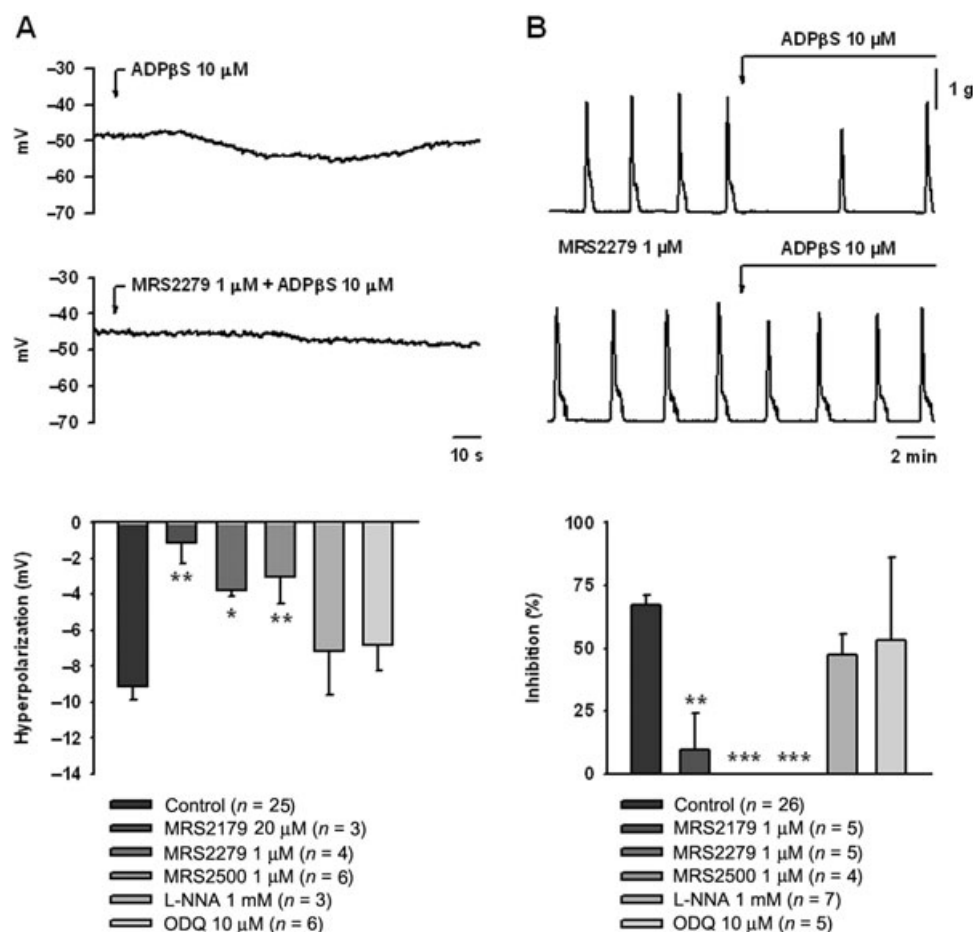 A
−30
−40
−50
−60
−70
mV
ADPβS 10 μM
−30
−40
−50
−60
−70
mV
MRS2279 1 μM + ADPβS 10 μM
10 s
B
ADPβS 10 μM
1 g
MRS2279 1 μM
ADPβS 10 μM
2 min
0
−2
−4
−6
−8
−10
−12
−14
Hyperpolarization (mV)
**
*
**
Control (n = 25)
MRS2179 20 μM (n = 3)
MRS2279 1 μM (n = 4)
MRS2500 1 μM (n = 6)
L-NNA 1 mM (n = 3)
ODQ 10 μM (n = 6)
100
75
50
25
0
Inhibition (%)
**
***
***
Control (n = 26)
MRS2179 1 μM (n = 5)
MRS2279 1 μM (n = 5)
MRS2500 1 μM (n = 4)
L-NNA 1 mM (n = 7)
ODQ 10 μM (n = 5)